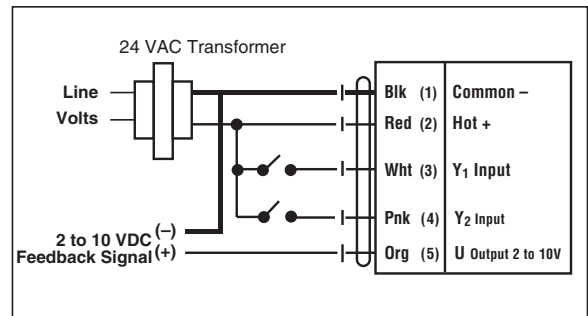 24 VAC Transformer
Line
Volts
Blk (1) Common –
Red (2) Hot +
Wht (3) Y1 Input
Pnk (4) Y2 Input
Org (5) U Output 2 to 10V
2 to 10 VDC (–)
Feedback Signal (+)